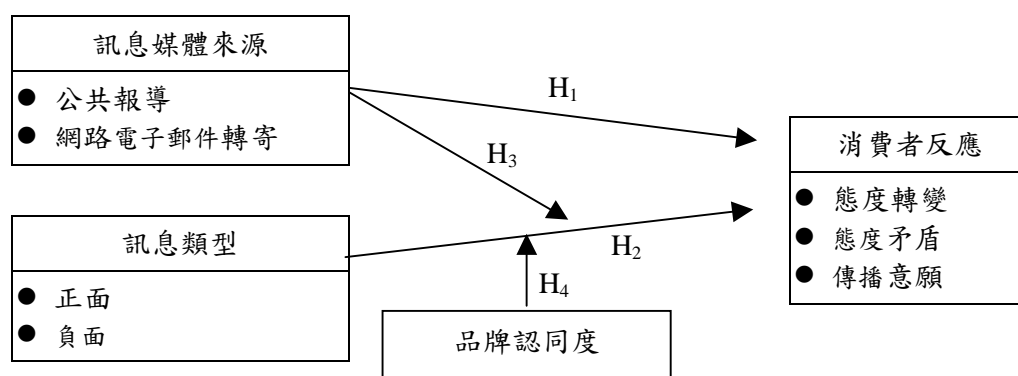 訊息媒體來源
● 公共報導
● 網路電子郵件轉寄
H₁
H₃
消費者反應
● 態度轉變
● 態度矛盾
● 傳播意願
訊息類型
● 正面
● 負面
H₂
H₄
品牌認同度